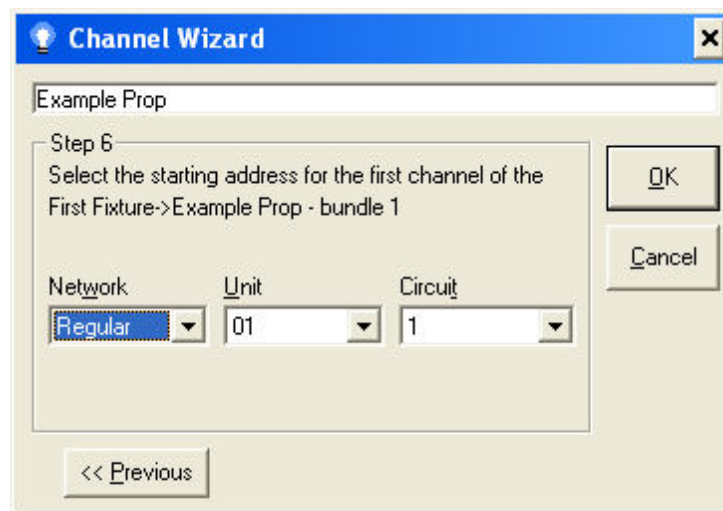 Channel Wizard
Example Prop
Step 6
Select the starting address for the first channel of the
First Fixture->Example Prop - bundle 1
OK
Cancel
Network Unit Circuit
Regular 01 1
<< Previous